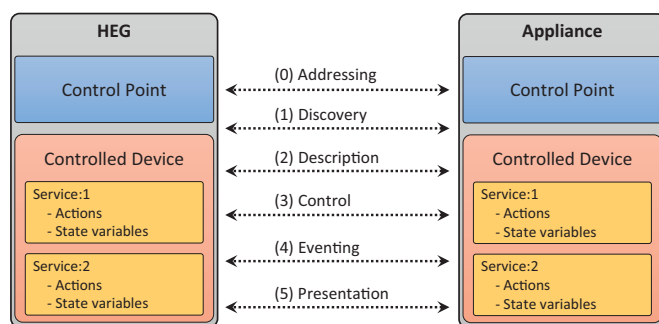 HEG
Control Point
Controlled Device
Service:1
- Actions
- State variables
Service:2
- Actions
- State variables
(0) Addressing
(1) Discovery
(2) Description
(3) Control
(4) Eventing
(5) Presentation
Appliance
Control Point
Controlled Device
Service:1
- Actions
- State variables
Service:2
- Actions
- State variables